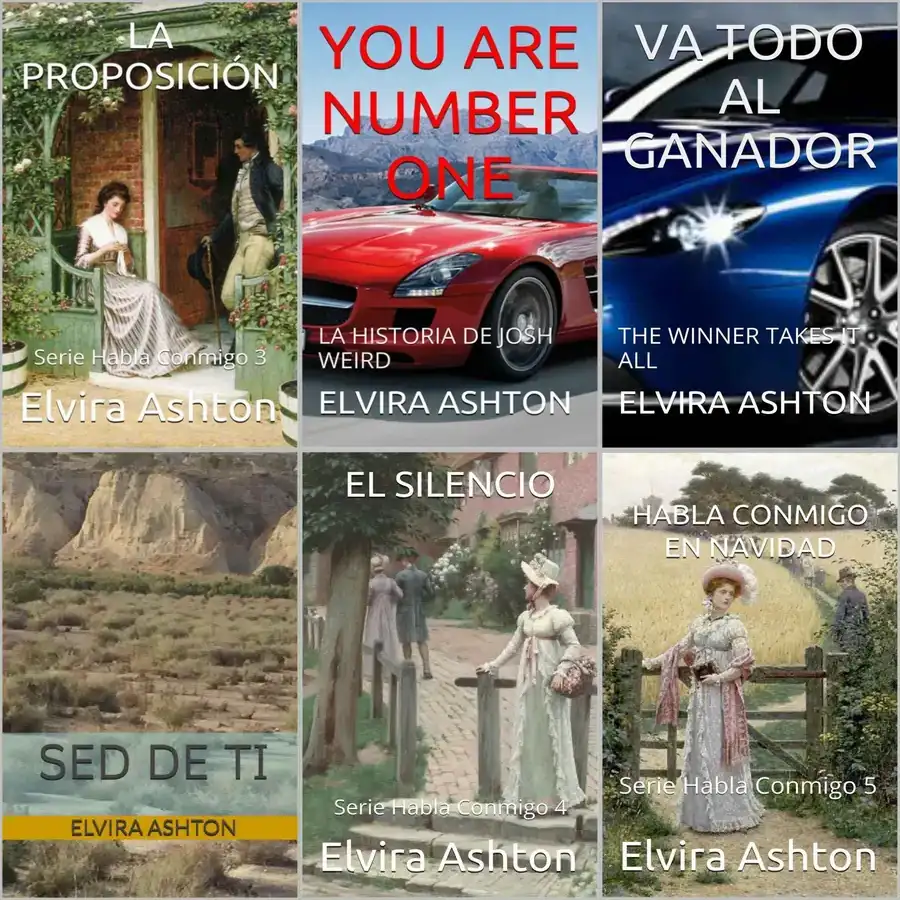 LA
PROPOSICIÓN
Serie Habla Conmigo 3
Elvira Ashton
YOU ARE
NUMBER
ONE
LA HISTORIA DE JOSH
WEIRD
ELVIRA ASHTON
VA TODO
AL
GANADOR
THE WINNER TAKES IT
ALL
ELVIRA ASHTON
SED DE TI
ELVIRA ASHTON
EL SILENCIO
Serie Habla Conmigo 4
Elvira Ashton
HABLA CONMIGO
EN NAVIDAD
Serie Habla Conmigo 5
Elvira Ashton